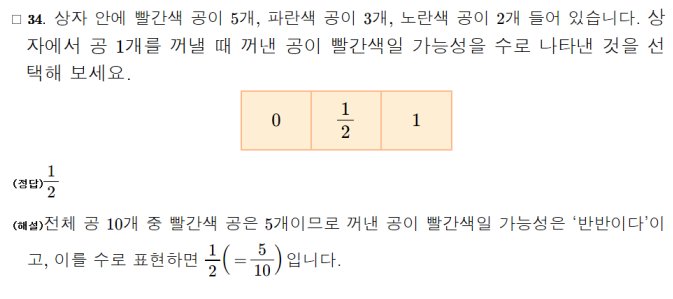 □ 34. 상자 안에 빨간색 공이 5개, 파란색 공이 3개, 노란색 공이 2개 들어 있습니다. 상
자에서 공 1개를 꺼낼 때 꺼낸 공이 빨간색일 가능성을 수로 나타낸 것을 선
택해 보세요.
0 1/2 1
(정답) 1/2
(해설)전체 공 10개 중 빨간색 공은 5개이므로 꺼낸 공이 빨간색일 가능성은 ‘반반이다’이
고, 이를 수로 표현하면 1/2(=5/10)입니다.